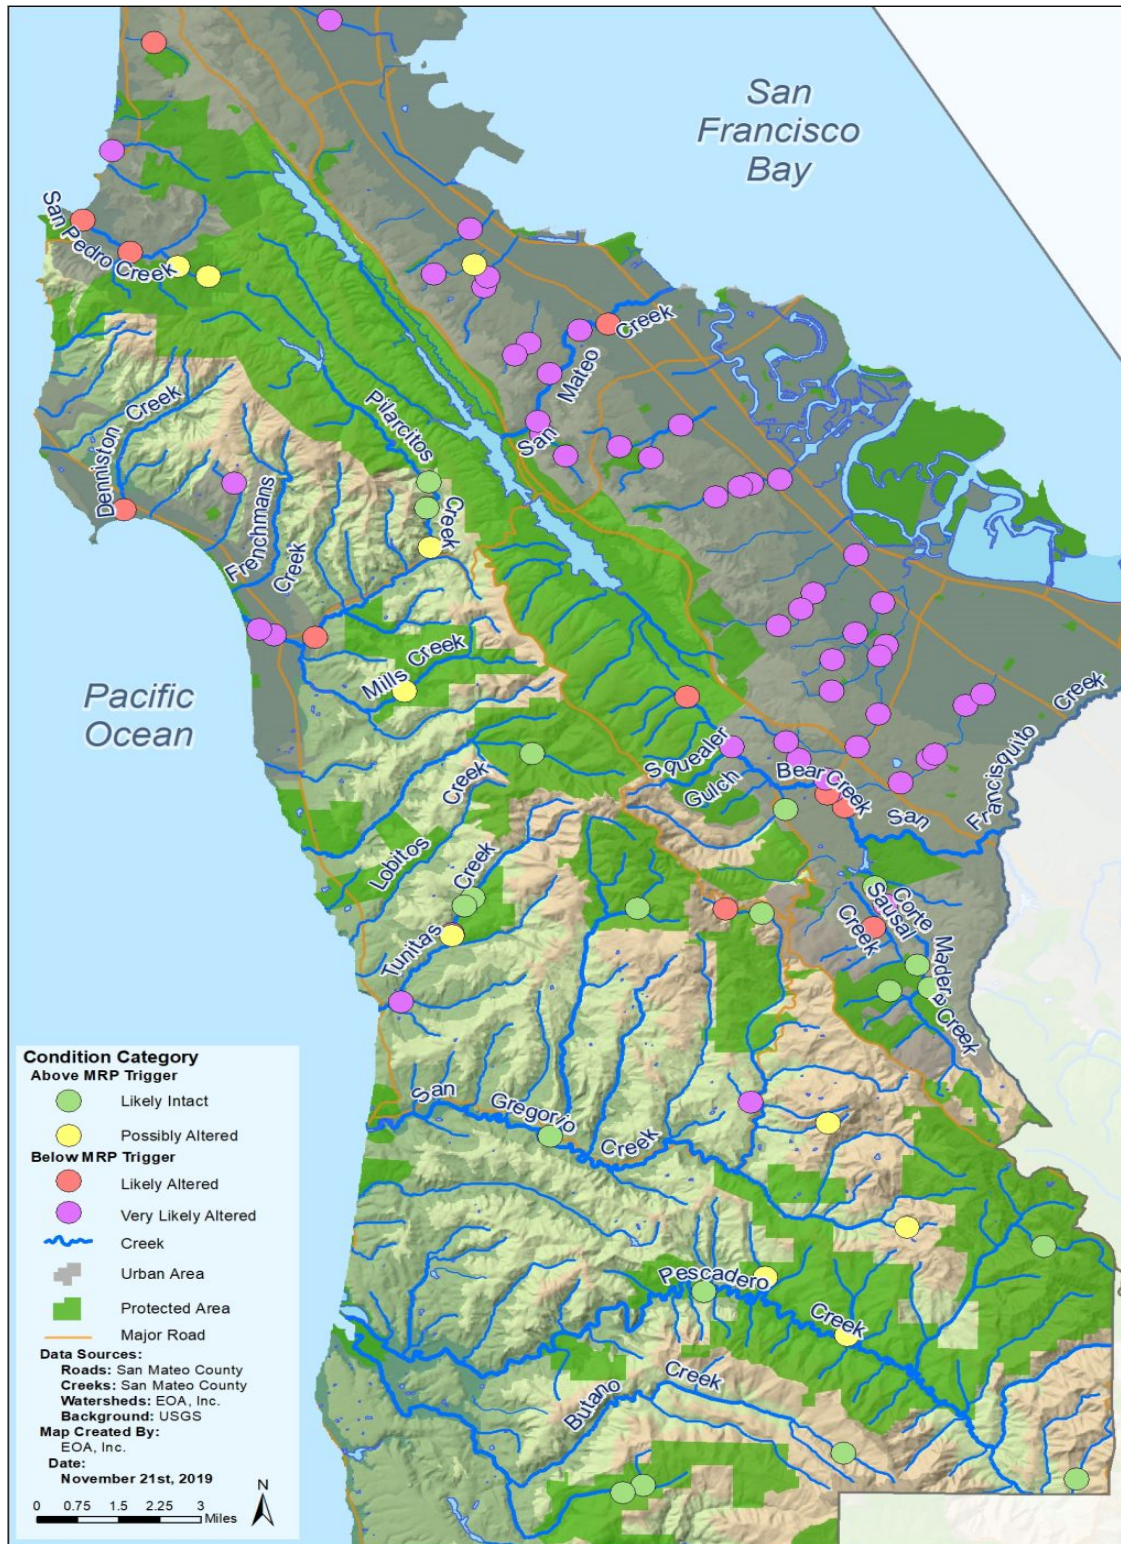 San
Francisco
Bay
San Pedro Creek
Creek
Mateo
San
Pilarcitos
Creek
Denniston Creek
Frenchmans
Creek
Mills Creek
Pacific
Ocean
Squealer
Gulch
Bear Creek
San
Francisquito
Creek
Lobitos
Creek
Tunitas
Creek
Corte Madera Creek
Sausal
Creek
San Gregorio Creek
Pescadero
Creek
Butano
Creek
Condition Category
Above MRP Trigger
Likely Intact
Possibly Altered
Below MRP Trigger
Likely Altered
Very Likely Altered
Creek
Urban Area
Protected Area
Major Road
Data Sources:
Roads: San Mateo County
Creeks: San Mateo County
Watersheds: EOA, Inc.
Background: USGS
Map Created By:
EOA, Inc.
Date:
November 21st, 2019
N
0 0.75 1.5 2.25 3
Miles